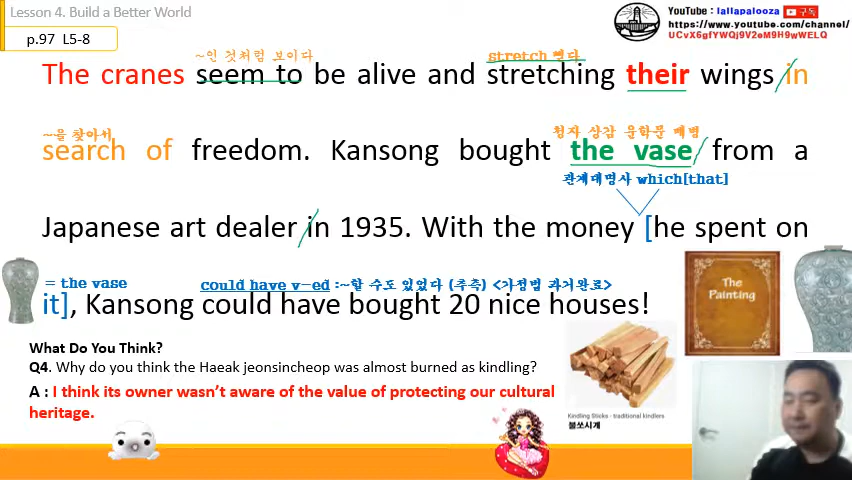 Lesson 4. Build a Better World
p.97 L5-8
YouTube : lallapalooza 구독
https://www.youtube.com/channel/
UCvX6gfYWQj9V2eM9H9wWELQ
~인 것처럼 보이다
stretch 뻗다
The cranes seem to be alive and stretching their wings in
~을 찾아서
청자 상감 운학문 매병
search of freedom. Kansong bought the vase from a
관계대명사 which[that]
Japanese art dealer in 1935. With the money [he spent on
= the vase
could have v-ed :~할 수도 있었다 (추측) <가정법 과거완료>
it], Kansong could have bought 20 nice houses!
The
Painting
What Do You Think?
Q4. Why do you think the Haeak jeonsincheop was almost burned as kindling?
A : I think its owner wasn't aware of the value of protecting our cultural
heritage.
Kindling Sticks - traditional kindlers
불쏘시개